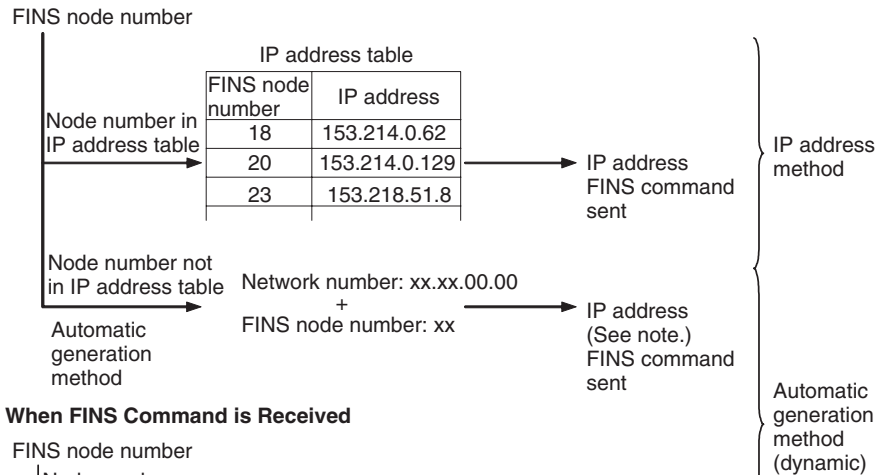 FINS node number
IP address table
FINS node
number
IP address
Node number in
IP address table
18 153.214.0.62
20 153.214.0.129
23 153.218.51.8
IP address
FINS command
sent
IP address
method
Node number not
in IP address table
Network number: xx.xx.00.00
+
FINS node number: xx
Automatic
generation
method
IP address
(See note.)
FINS command
sent
Automatic
generation
method
(dynamic)
When FINS Command is Received
FINS node number